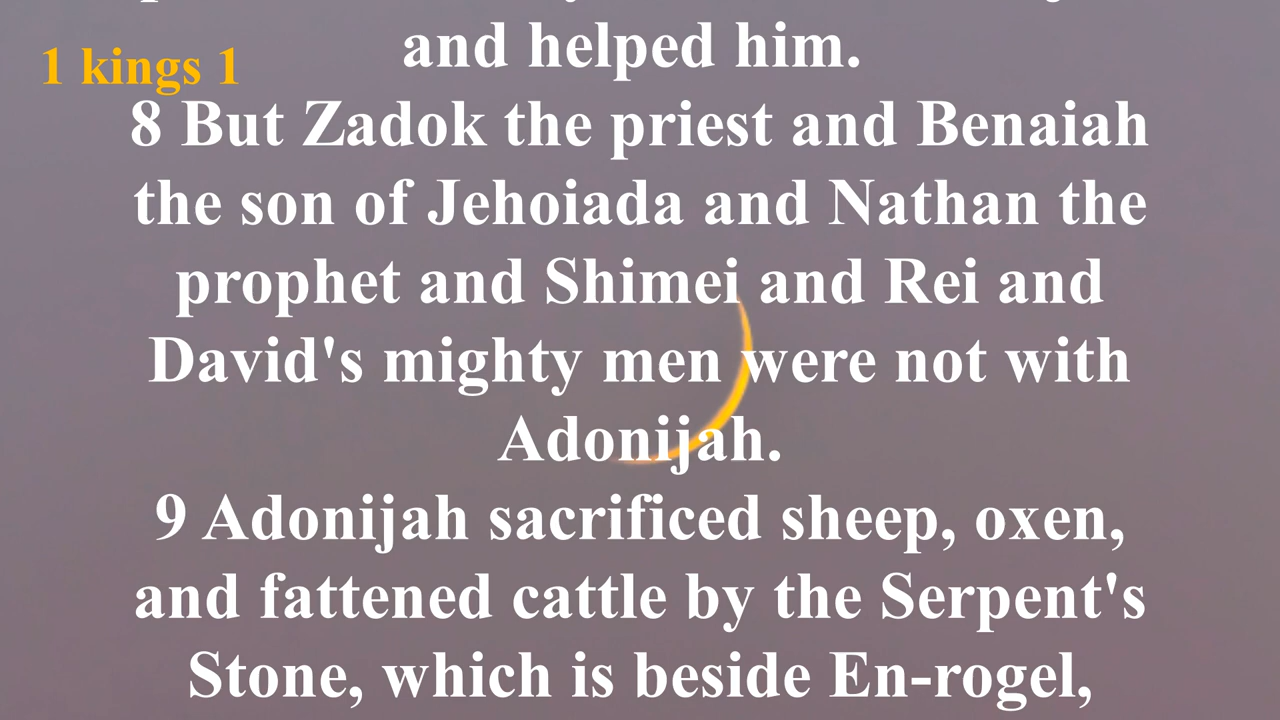 1 kings 1
and helped him.
8 But Zadok the priest and Benaiah
the son of Jehoiada and Nathan the
prophet and Shimei and Rei and
David's mighty men were not with
Adonijah.
9 Adonijah sacrificed sheep, oxen,
and fattened cattle by the Serpent's
Stone, which is beside En-rogel,